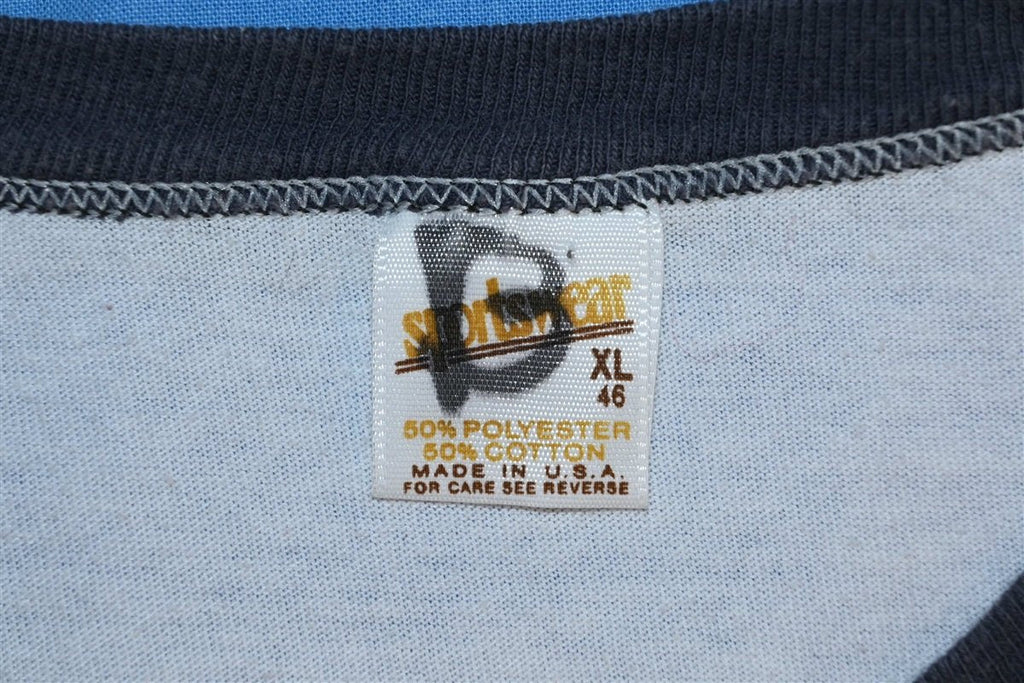 B
sportswear
XL
46
50% POLYESTER
50% COTTON
MADE IN U.S.A.
FOR CARE SEE REVERSE